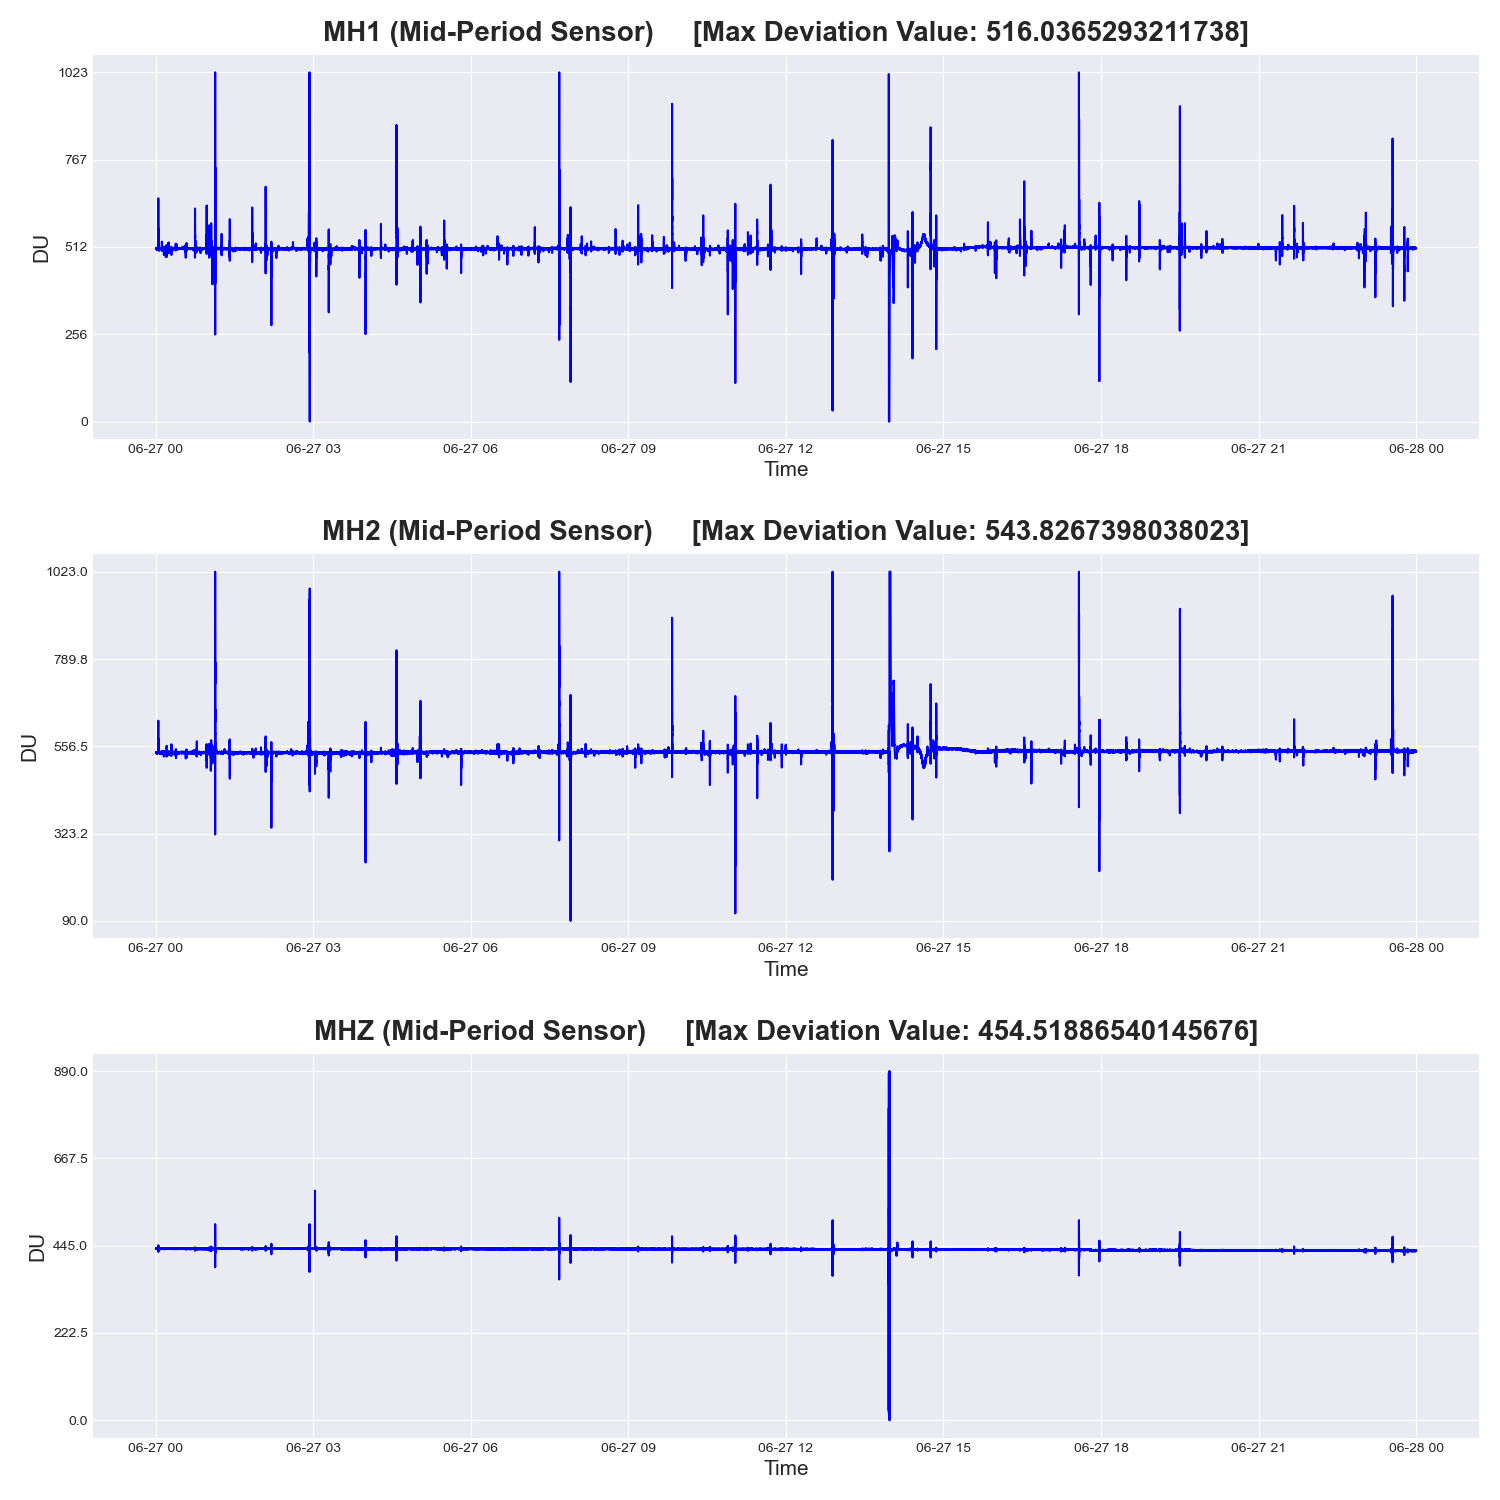 MH1 (Mid-Period Sensor) [Max Deviation Value: 516.0365293211738]
1023
767
512
256
0
DU
06-27 00 06-27 03 06-27 06 06-27 09 06-27 12 06-27 15 06-27 18 06-27 21 06-28 00
Time
MH2 (Mid-Period Sensor) [Max Deviation Value: 543.8267398038023]
1023.0
789.8
556.5
323.2
90.0
DU
06-27 00 06-27 03 06-27 06 06-27 09 06-27 12 06-27 15 06-27 18 06-27 21 06-28 00
Time
MHZ (Mid-Period Sensor) [Max Deviation Value: 454.51886540145676]
890.0
667.5
445.0
222.5
0.0
DU
06-27 00 06-27 03 06-27 06 06-27 09 06-27 12 06-27 15 06-27 18 06-27 21 06-28 00
Time